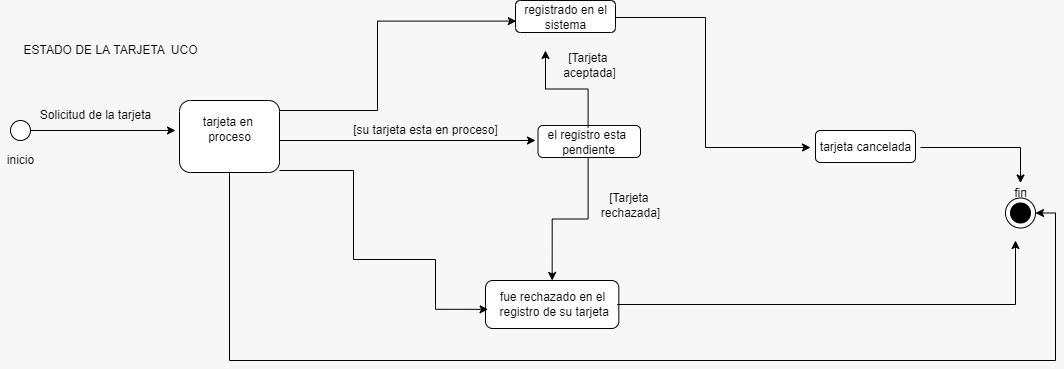 ESTADO DE LA TARJETA UCO
registrado en el
sistema
[Tarjeta
aceptada]
Solicitud de la tarjeta
tarjeta en
proceso
[su tarjeta esta en proceso]
el registro esta
pendiente
tarjeta cancelada
inicio
fin
[Tarjeta
rechazada]
fue rechazado en el
registro de su tarjeta